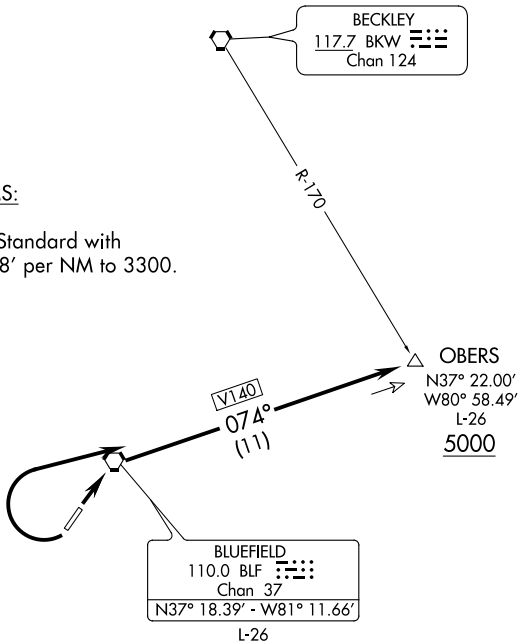 BECKLEY
117.7 BKW
Chan 124
R-170
S:
Standard with
8' per NM to 3300.
OBERS
N37° 22.00'
W80° 58.49'
L-26
5000
V140
074°
(11)
BLUEFIELD
110.0 BLF
Chan 37
N37° 18.39' - W81° 11.66'
L-26